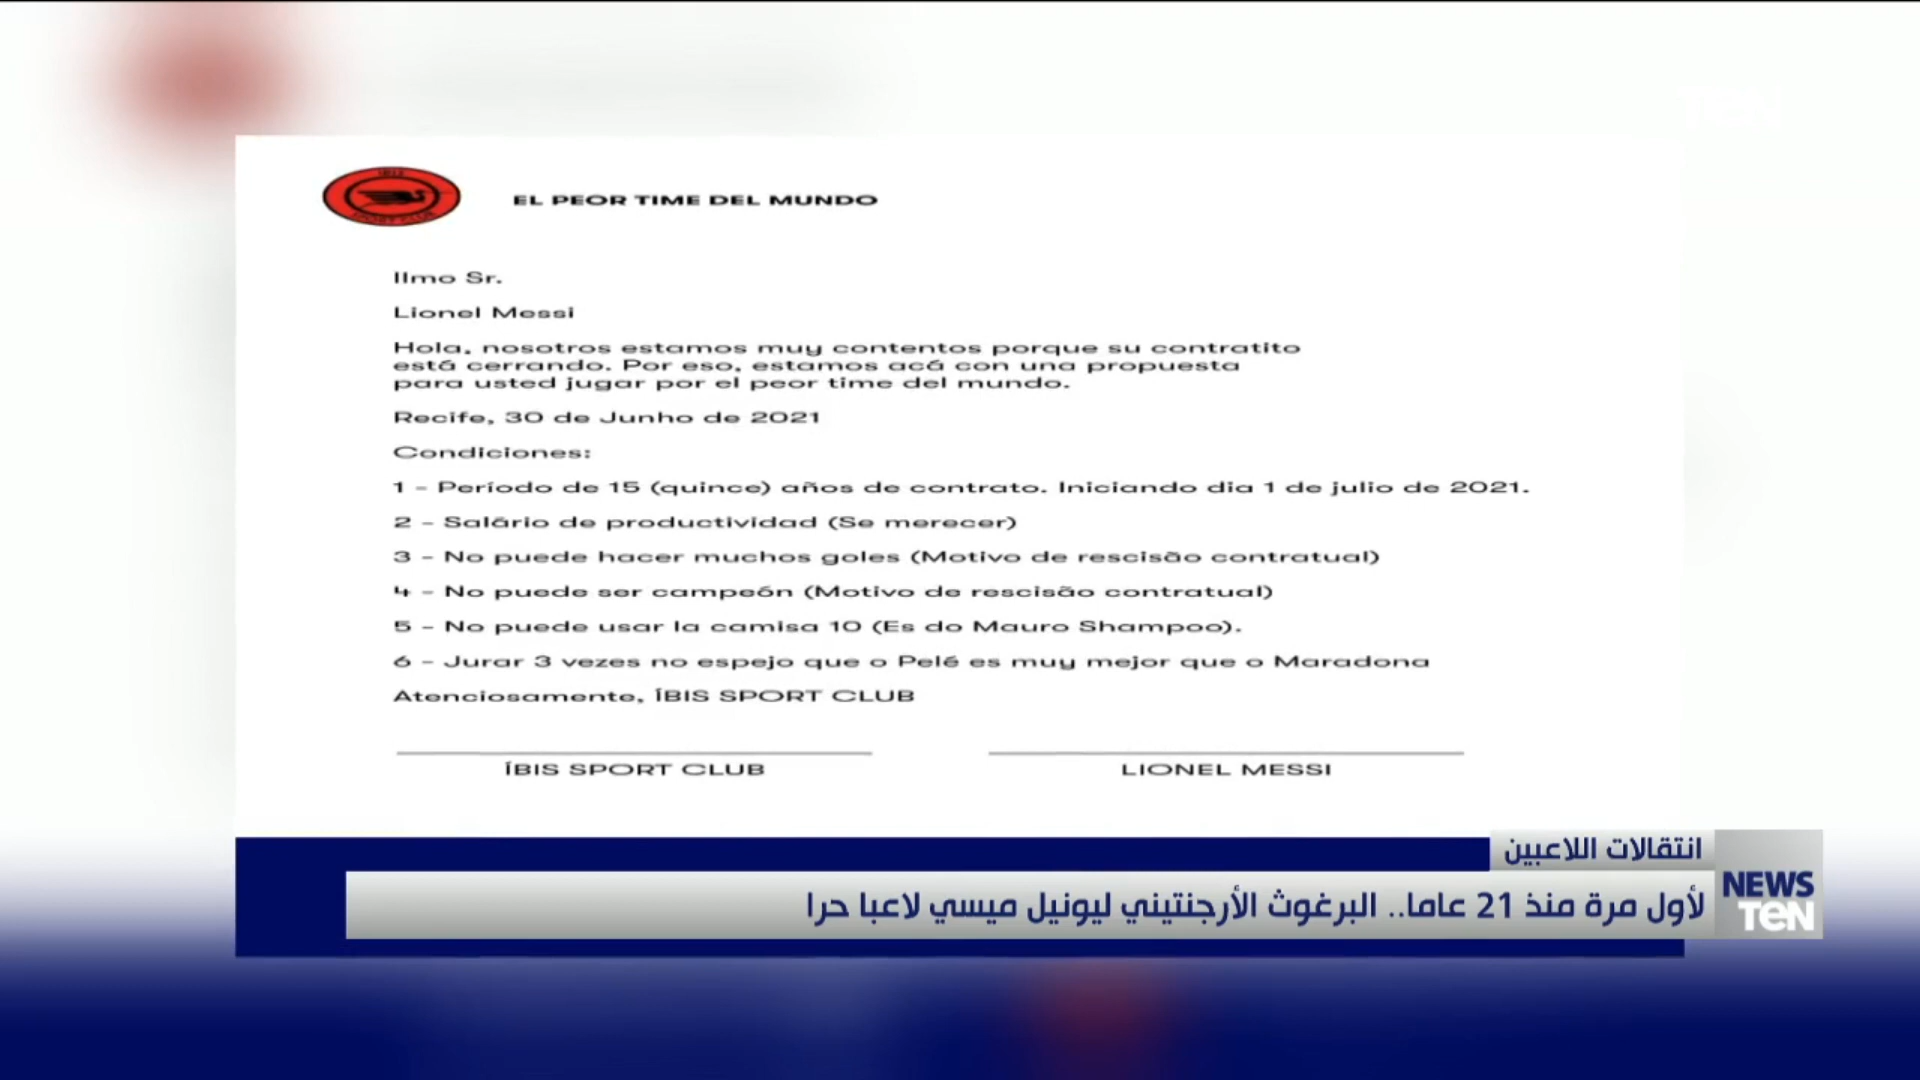 ÍBIS
SPORT CLUB
EL PEOR TIME DEL MUNDO
Ilmo Sr.
Lionel Messi
Hola, nosotros estamos muy contentos porque su contratito
está cerrando. Por eso, estamos acá con una propuesta
para usted jugar por el peor time del mundo.
Recife, 30 de Junho de 2021
Condiciones:
1 - Período de 15 (quince) años de contrato. Iniciando dia 1 de julio de 2021.
2 - Salário de productividad (Se merecer)
3 - No puede hacer muchos goles (Motivo de rescisão contratual)
4 - No puede ser campeón (Motivo de rescisão contratual)
5 - No puede usar la camisa 10 (Es do Mauro Shampoo).
6 - Jurar 3 vezes no espejo que o Pelé es muy mejor que o Maradona
Atenciosamente, ÍBIS SPORT CLUB
ÍBIS SPORT CLUB
LIONEL MESSI
انتقالات اللاعبين
لأول مرة منذ 21 عاما.. البرغوث الأرجنتيني ليونيل ميسي لاعبا حرا
NEWS
TeN